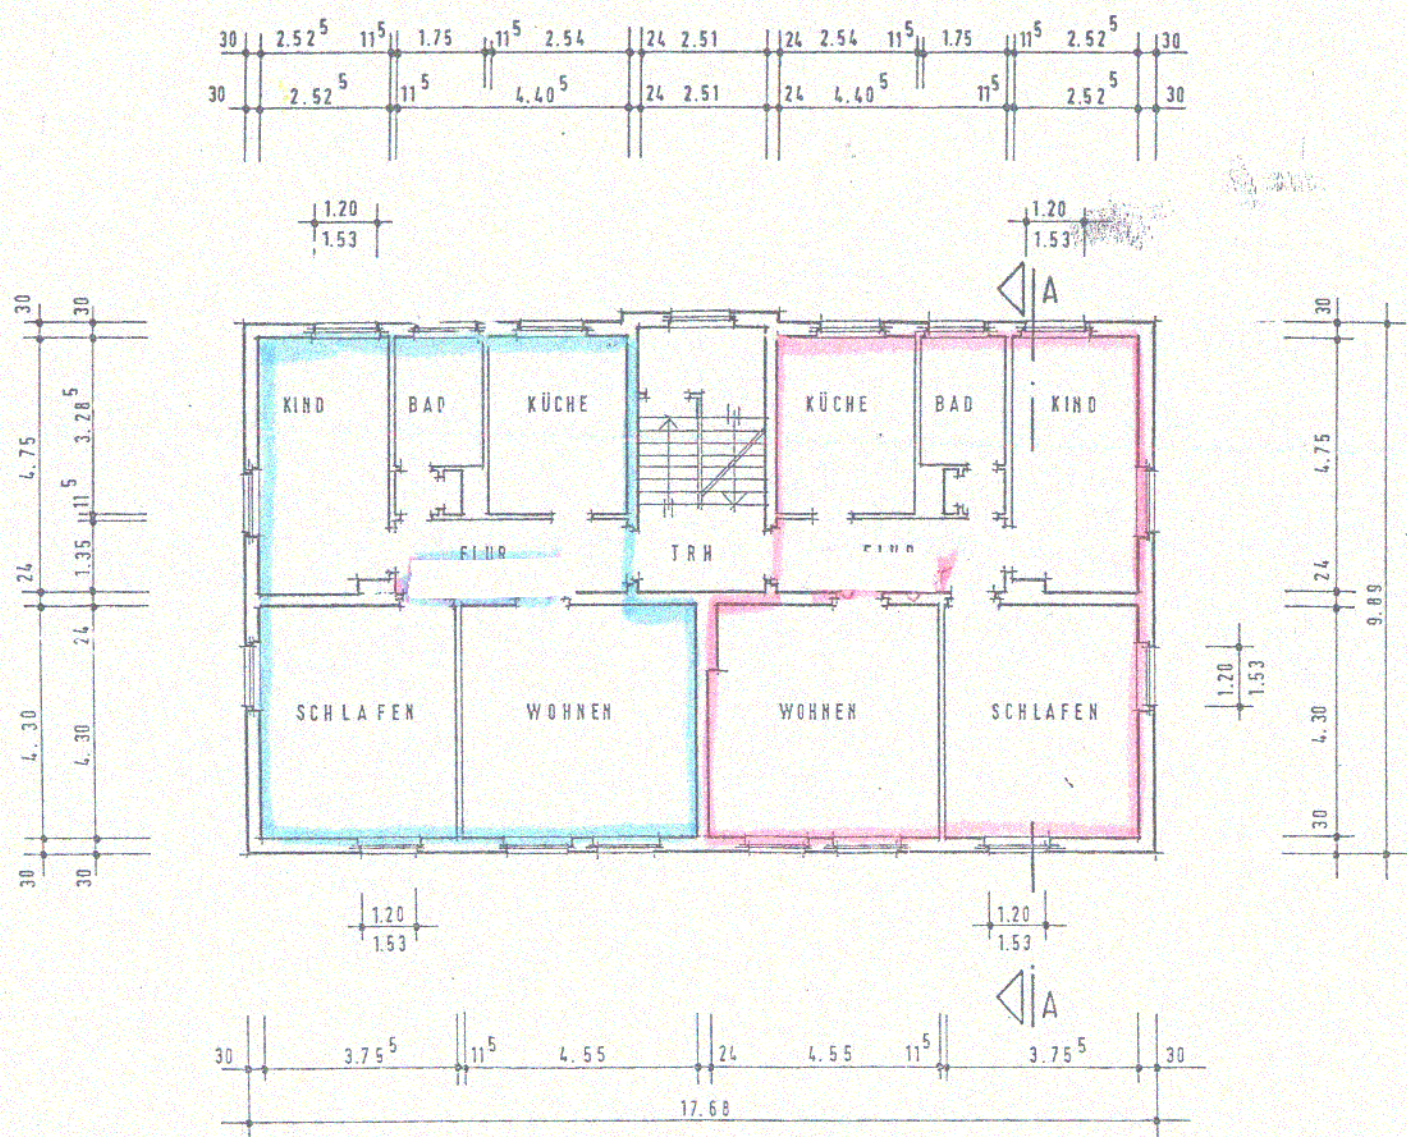 30 2.52⁵ 11⁵ 1.75 11⁵ 2.54 24 2.51 24 2.54 11⁵ 1.75 11⁵ 2.52⁵ 30
30 2.52⁵ 11⁵ 4.40⁵ 24 2.51 24 4.40⁵ 11⁵ 2.52⁵ 30
1.20 1.20
1.53 1.53
A
30 30 30
KIND BAD KÜCHE KÜCHE BAD KIND
4.75 3.28⁵ 4.75
11⁵
FLUR TRH
24 1.35 24
9.89
24
1.20
1.53
SCHLAFEN WOHNEN WOHNEN SCHLAFEN
4.30 4.30 4.30
30 30 30
1.20 1.20
1.53 1.53
A
30 3.75⁵ 11⁵ 4.55 24 4.55 11⁵ 3.75⁵ 30
17.68